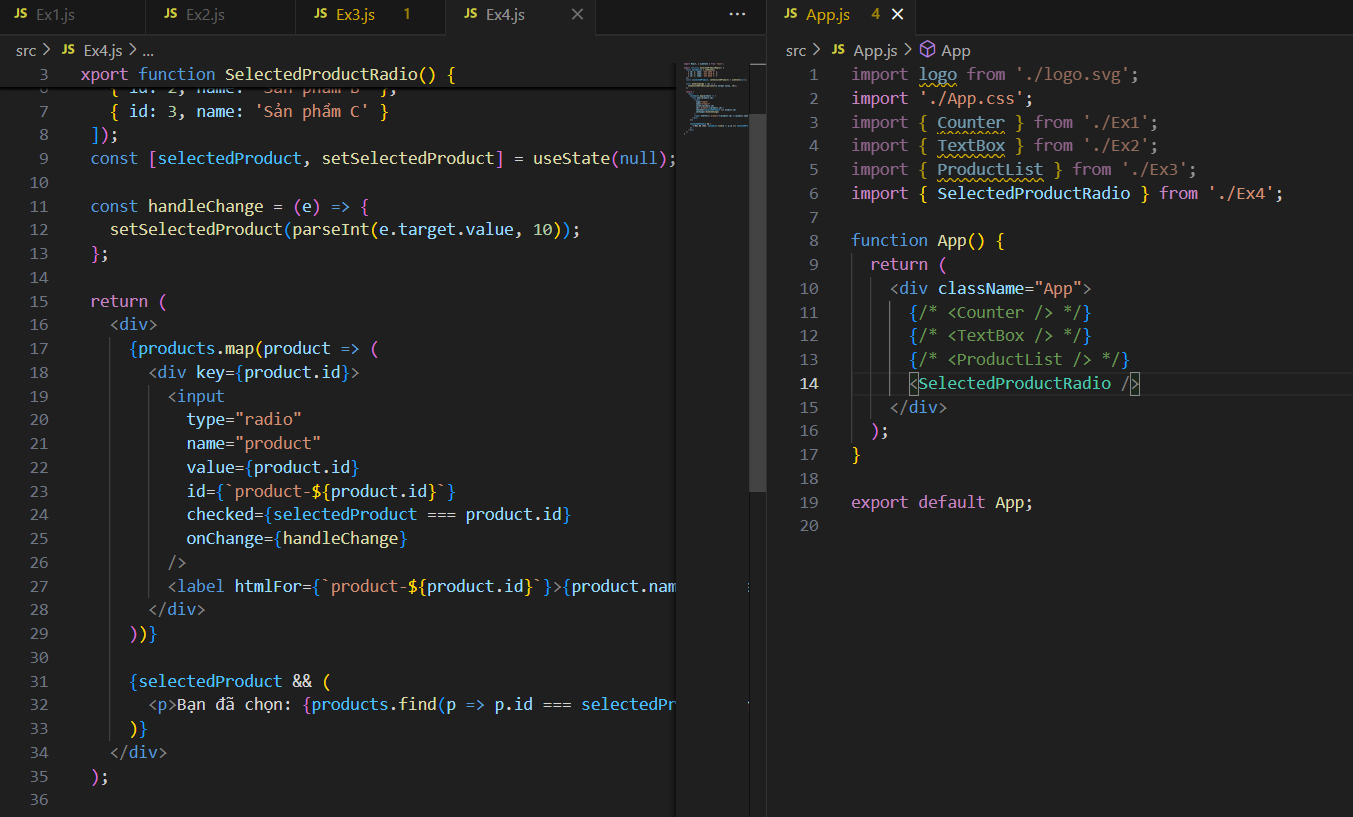 JS Ex1.js JS Ex2.js JS Ex3.js 1 JS Ex4.js
src > JS Ex4.js > ...
3 xport function SelectedProductRadio() {
6 { id: 2, name: 'Sản phẩm B' },
7 { id: 3, name: 'Sản phẩm C' }
8 ]);
9 const [selectedProduct, setSelectedProduct] = useState(null);
10
11 const handleChange = (e) => {
12 setSelectedProduct(parseInt(e.target.value, 10));
13 };
14
15 return (
16 <div>
17 {products.map(product => (
18 <div key={product.id}>
19 <input
20 type="radio"
21 name="product"
22 value={product.id}
23 id={`product-${product.id}`}
24 checked={selectedProduct === product.id}
25 onChange={handleChange}
26 />
27 <label htmlFor={`product-${product.id}`}>{product.nam
28 </div>
29 ))}
30
31 {selectedProduct && (
32 <p>Bạn đã chọn: {products.find(p => p.id === selectedPr
33 )}
34 </div>
35 );
36
JS App.js 4
src > JS App.js > App
1 import logo from './logo.svg';
2 import './App.css';
3 import { Counter } from './Ex1';
4 import { TextBox } from './Ex2';
5 import { ProductList } from './Ex3';
6 import { SelectedProductRadio } from './Ex4';
7
8 function App() {
9 return (
10 <div className="App">
11 {/* <Counter /> */}
12 {/* <TextBox /> */}
13 {/* <ProductList /> */}
14 <SelectedProductRadio />
15 </div>
16 );
17 }
18
19 export default App;
20